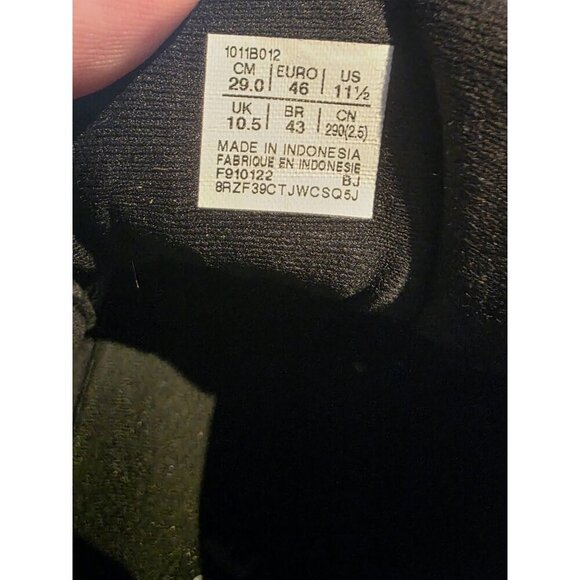 1011B012
CM EURO US
29.0 46 11½
UK BR CN
10.5 43 290(2.5)
MADE IN INDONESIA
FABRIQUE EN INDONESIE
F910122 BJ
8RZF39CTJWCSQ5J